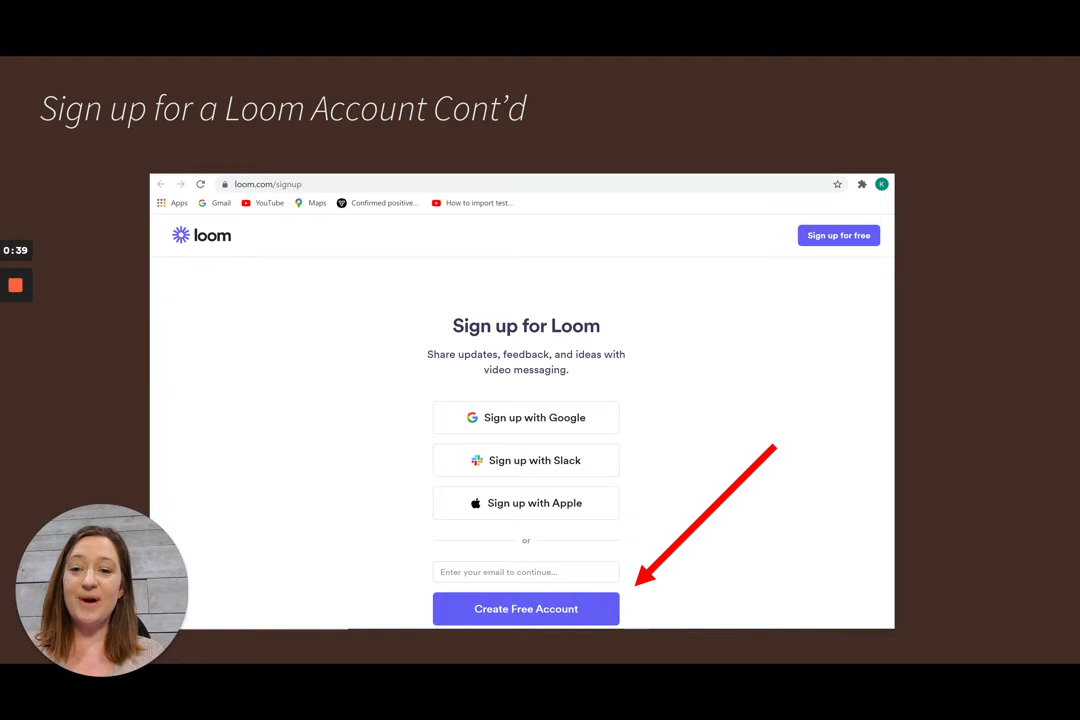 Sign up for a Loom Account Cont’d
loom.com/signup
K
Apps Gmail YouTube Maps Confirmed positive... How to import test...
loom
Sign up for free
0:39
Sign up for Loom
Share updates, feedback, and ideas with
video messaging.
Sign up with Google
Sign up with Slack
Sign up with Apple
or
Enter your email to continue...
Create Free Account